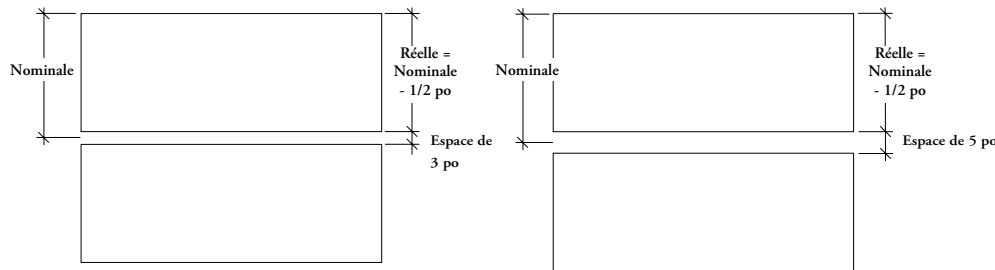 Nominale
Réelle =
Nominale
- 1/2 po
Espace de
3 po
Nominale
Réelle =
Nominale
- 1/2 po
Espace de 5 po